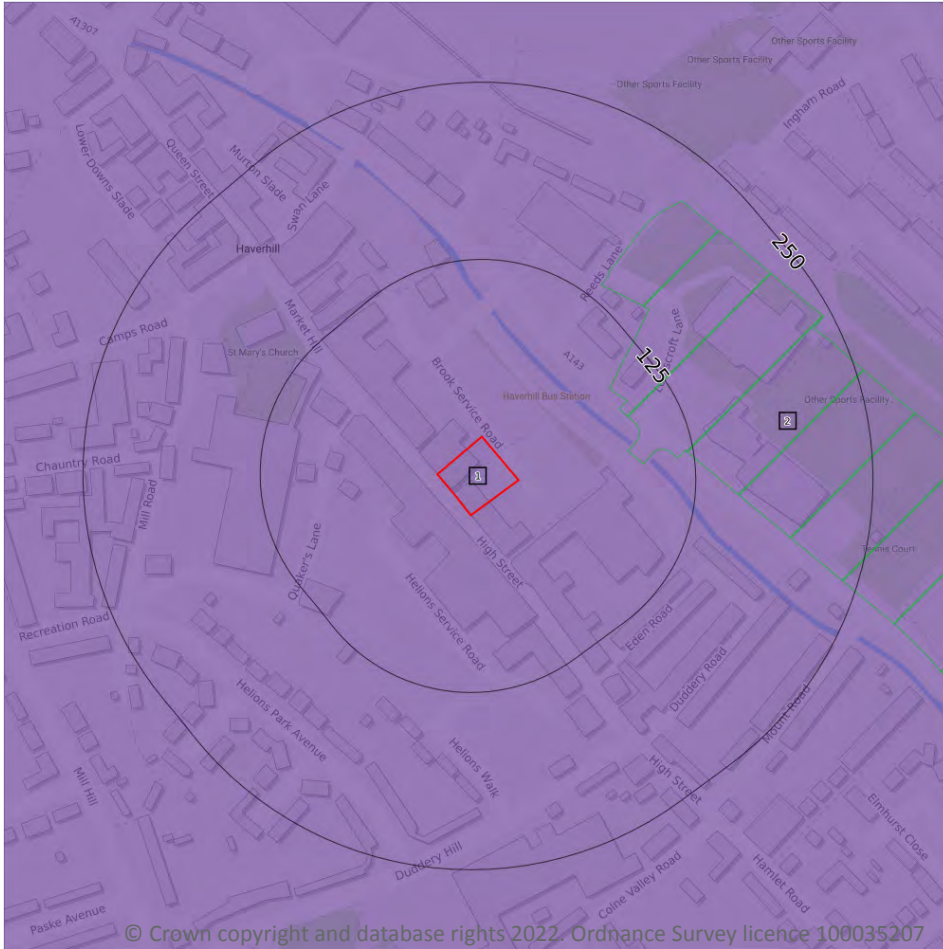 A1307
Other Sports Facility
Other Sports Facility
Other Sports Facility
Ingham Road
Lower Downs Slade
Queen Street
Murton Slade
Swan Lane
Haverhill
250
Reeds Lane
Market Hill
Camps Road
St Mary's Church
125
A143
Brook Service Road
Haverhill Bus Station
Other Sports Facility
2
Chauntry Road
Mill Road
1
High Street
Quaker's Lane
Tennis Court
Helions Service Road
Recreation Road
Eden Road
Duddery Road
Helions Park Avenue
Mount Road
Helions Walk
High Street
Mill Hill
Elmhurst Close
Duddery Hill
Hamlet Road
Colne Valley Road
Paske Avenue
© Crown copyright and database rights 2022. Ordnance Survey licence 100035207